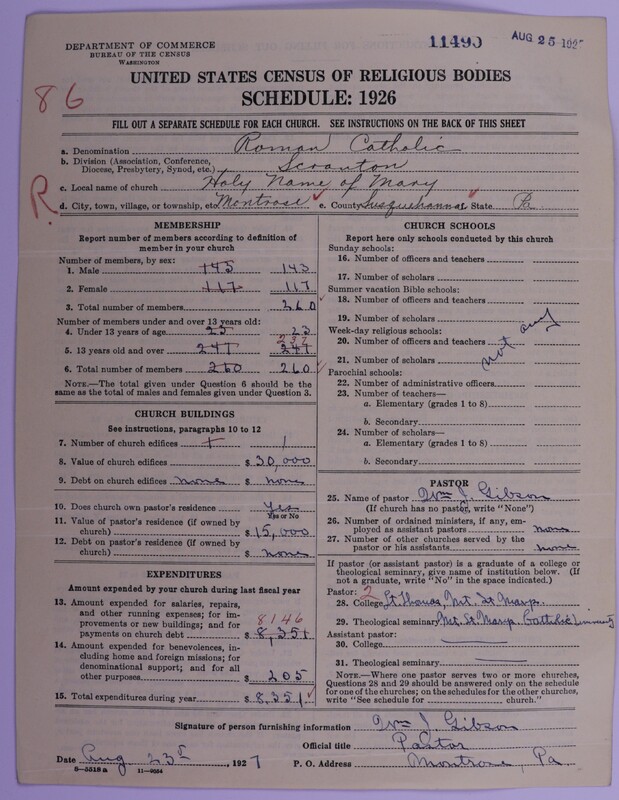 DEPARTMENT OF COMMERCE
BUREAU OF THE CENSUS
WASHINGTON
11490
AUG 25 192
86
UNITED STATES CENSUS OF RELIGIOUS BODIES
SCHEDULE: 1926
FILL OUT A SEPARATE SCHEDULE FOR EACH CHURCH. SEE INSTRUCTIONS ON THE BACK OF THIS SHEET
a. Denomination Roman Catholic
b. Division (Association, Conference,
Diocese, Presbytery, Synod, etc.) Scranton
c. Local name of church Holy Name of Mary
R.
d. City, town, village, or township, etc. Montrose e. County Susquehanna State Pa
MEMBERSHIP
Report number of members according to definition of
member in your church
Number of members, by sex:
1. Male 143 143
2. Female 117 117
3. Total number of members 260
Number of members under and over 13 years old:
4. Under 13 years of age 23 23
5. 13 years old and over 247 247
6. Total number of members 260 260
NOTE.—The total given under Question 6 should be the
same as the total of males and females given under Question 3.
CHURCH BUILDINGS
See instructions, paragraphs 10 to 12
7. Number of church edifices 1 1
8. Value of church edifices $ 30,000
9. Debt on church edifices none $ none
10. Does church own pastor's residence Yes
Yes or No
11. Value of pastor's residence (if owned by
church) $ 15,000
12. Debt on pastor's residence (if owned by
church) $ none
EXPENDITURES
Amount expended by your church during last fiscal year
13. Amount expended for salaries, repairs,
and other running expenses; for im-
provements or new buildings; and for 8146
payments on church debt $ 8,351
14. Amount expended for benevolences,
including home and foreign missions; for
denominational support; and for all
other purposes $ 205
15. Total expenditures during year $ 8,351
CHURCH SCHOOLS
Report here only schools conducted by this church
Sunday schools:
16. Number of officers and teachers
17. Number of scholars
Summer vacation Bible schools:
18. Number of officers and teachers
19. Number of scholars
Week-day religious schools:
20. Number of officers and teachers
21. Number of scholars
not any
Parochial schools:
22. Number of administrative officers
23. Number of teachers—
a. Elementary (grades 1 to 8)
b. Secondary
24. Number of scholars—
a. Elementary (grades 1 to 8)
b. Secondary
PASTOR
25. Name of pastor Wm J. Gibson
(If church has no pastor, write "None")
26. Number of ordained ministers, if any, em-
ployed as assistant pastors none
27. Number of other churches served by the
pastor or his assistants none
If pastor (or assistant pastor) is a graduate of a college or
theological seminary, give name of institution below. (If
not a graduate, write "No" in the space indicated.)
Pastor: 2
28. College St Thomas, Mt. St Marys.
29. Theological seminary Mt. St Marys. Catholic University
Assistant pastor:
30. College
31. Theological seminary
NOTE.—Where one pastor serves two or more churches,
Questions 28 and 29 should be answered only on the schedule
for one of the churches; on the schedules for the other churches,
write "See schedule for church."
Signature of person furnishing information Wm J Gibson
Official title Pastor
Date Aug 23d, 1927 P. O. Address Montrose, Pa
8—5518 a 11—9554